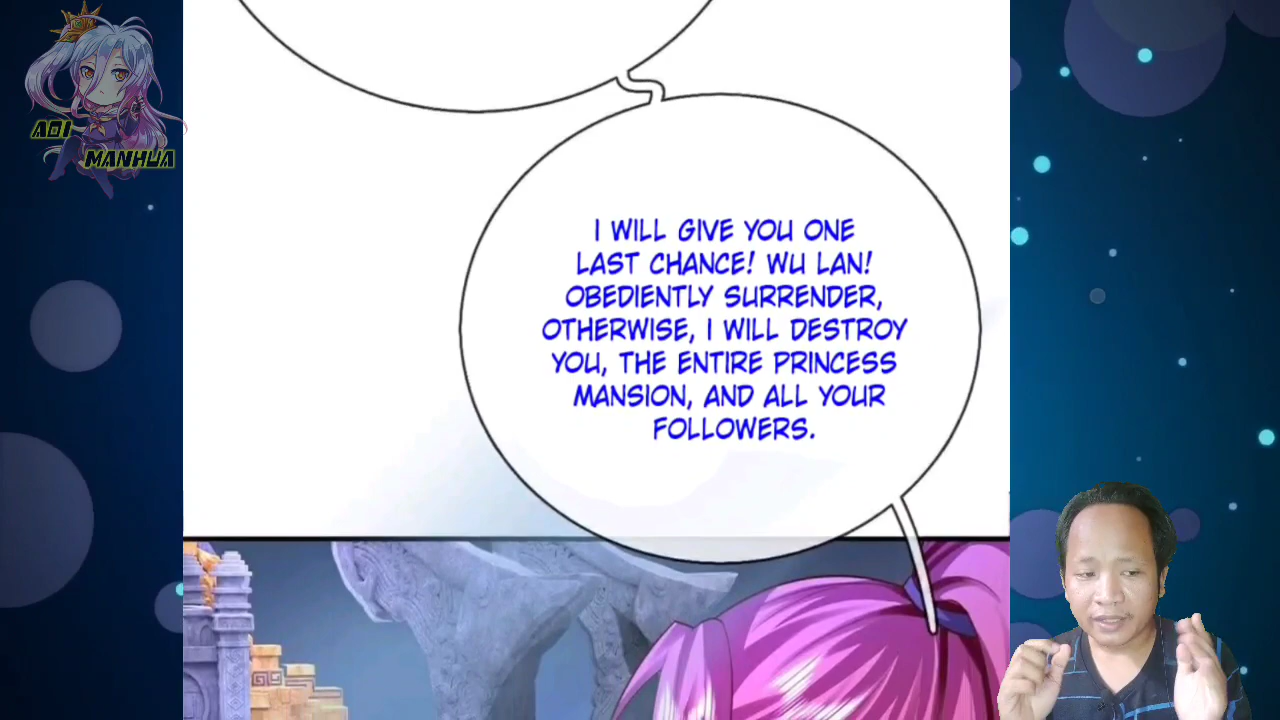 AOI
MANHUA
I WILL GIVE YOU ONE
LAST CHANCE! WU LAN!
OBEDIENTLY SURRENDER,
OTHERWISE, I WILL DESTROY
YOU, THE ENTIRE PRINCESS
MANSION, AND ALL YOUR
FOLLOWERS.